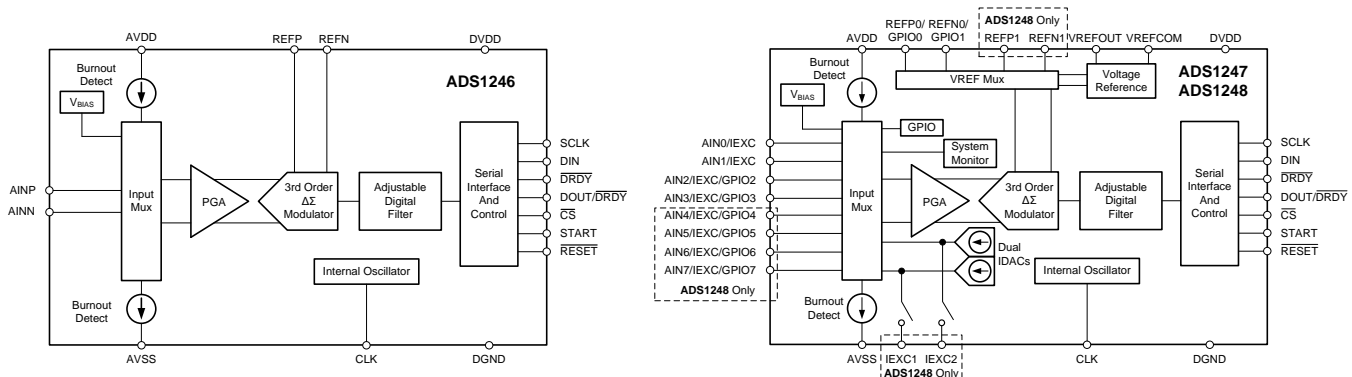 AVDD
REFP REFN
DVDD
Burnout
Detect
ADS1246
VBIAS
Input
Mux
PGA
3rd Order
ΔΣ
Modulator
Adjustable
Digital
Filter
Serial
Interface
And
Control
AINP
AINN
SCLK
DIN
DRDY
DOUT/DRDY
CS
START
RESET
Internal Oscillator
Burnout
Detect
AVSS
CLK
DGND
AVDD
REFP0/
GPIO0
REFN0/
GPIO1
ADS1248 Only
REFP1 REFN1
VREFOUT VREFCOM
DVDD
Burnout
Detect
VREF Mux
Voltage
Reference
ADS1247
ADS1248
VBIAS
GPIO
System
Monitor
AIN0/IEXC
AIN1/IEXC
AIN2/IEXC/GPIO2
AIN3/IEXC/GPIO3
AIN4/IEXC/GPIO4
AIN5/IEXC/GPIO5
AIN6/IEXC/GPIO6
AIN7/IEXC/GPIO7
ADS1248 Only
Input
Mux
PGA
3rd Order
ΔΣ
Modulator
Adjustable
Digital
Filter
Serial
Interface
And
Control
SCLK
DIN
DRDY
DOUT/DRDY
CS
START
RESET
Dual
IDACs
Internal Oscillator
Burnout
Detect
AVSS
IEXC1 IEXC2
ADS1248 Only
CLK
DGND